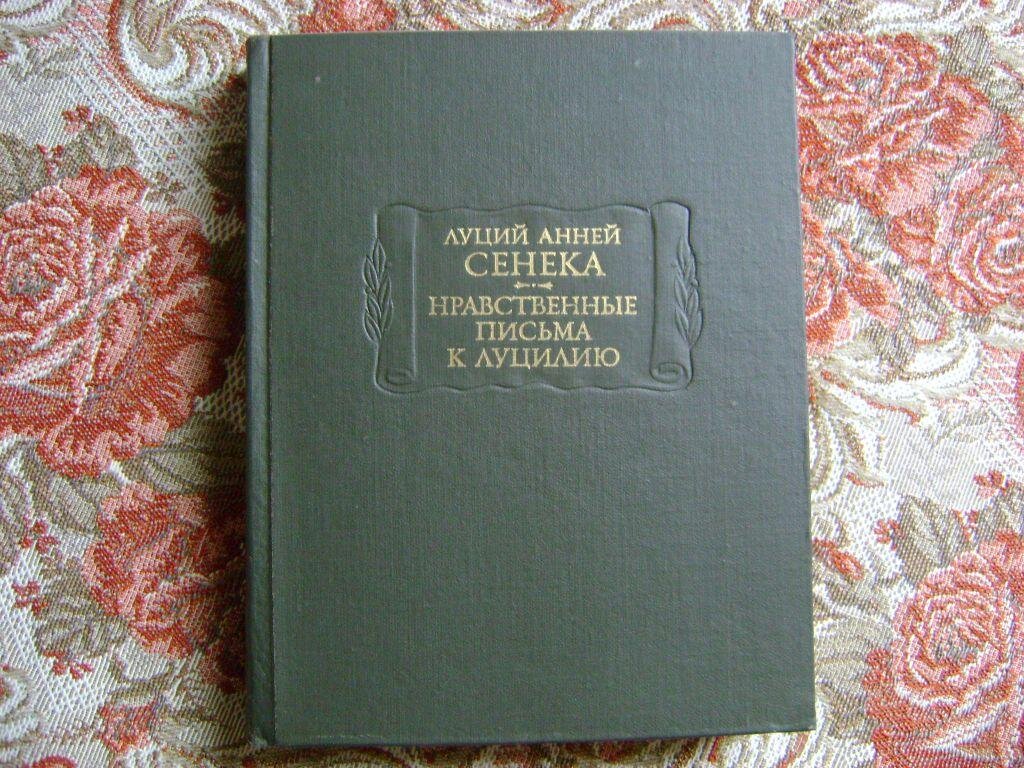 ЛУЦИЙ АННЕЙ
СЕНЕКА
НРАВСТВЕННЫЕ
ПИСЬМА
К ЛУЦИЛИЮ